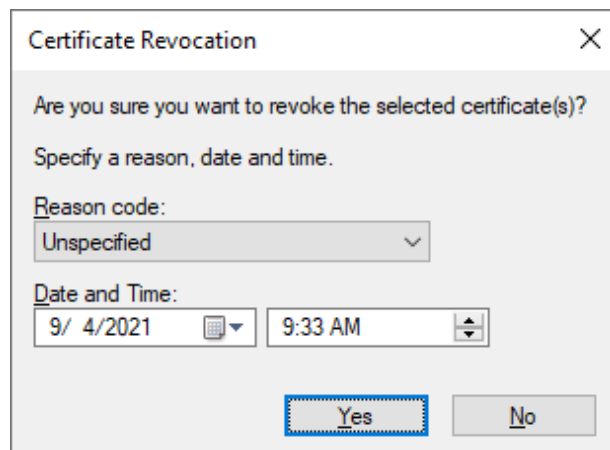 Certificate Revocation
Are you sure you want to revoke the selected certificate(s)?
Specify a reason, date and time.
Reason code:
Unspecified
Date and Time:
9/ 4/2021 9:33 AM
Yes No